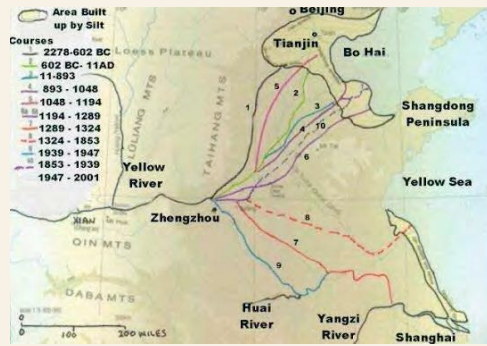 Area Built
up by Silt
Courses
2278-602 BC
602 BC- 11AD
11-893
893 - 1048
1048 - 1194
1194 - 1289
1289 - 1324
1324 - 1853
1853 - 1939
1939 - 1947
1947 - 2001
Beijing
Tianjin
Bo Hai
Loess Plateau
LÜLIANG MTS
TAIHANG MTS
Shangdong
Peninsula
Yellow
River
Yellow Sea
Zhengzhou
XIAN
QIN MTS
DABA MTS
Huai
River
Yangzi
River
Shanghai
1
5
2
3
4
10
6
8
7
9
0
100
200 MILES